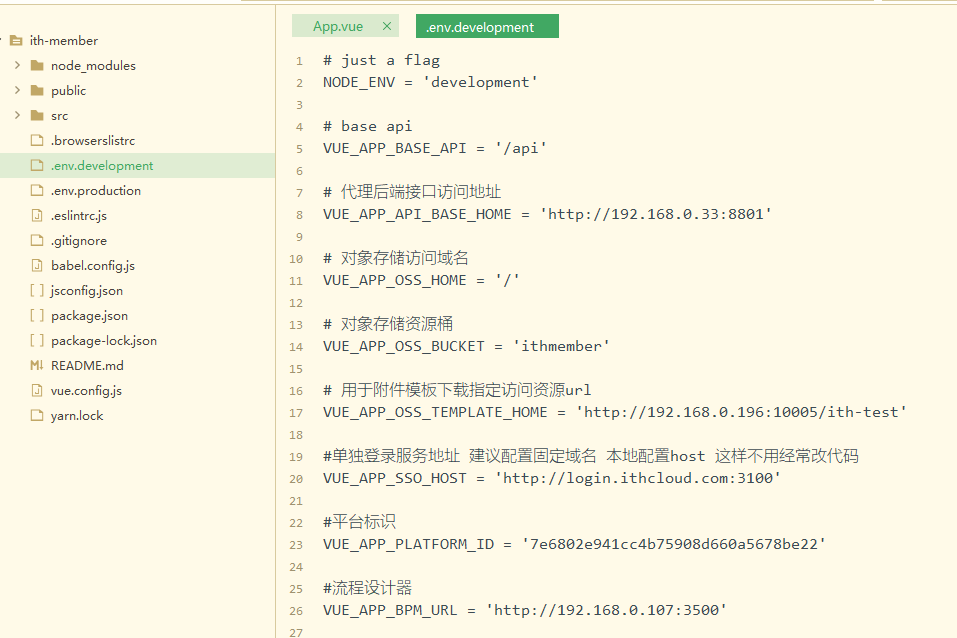 ith-member
node_modules
public
src
.browserslistrc
.env.development
.env.production
.eslintrc.js
.gitignore
babel.config.js
jsconfig.json
package.json
package-lock.json
README.md
vue.config.js
yarn.lock
App.vue
.env.development
1 # just a flag
2 NODE_ENV = 'development'
3
4 # base api
5 VUE_APP_BASE_API = '/api'
6
7 # 代理后端接口访问地址
8 VUE_APP_API_BASE_HOME = 'http://192.168.0.33:8801'
9
10 # 对象存储访问域名
11 VUE_APP_OSS_HOME = '/'
12
13 # 对象存储资源桶
14 VUE_APP_OSS_BUCKET = 'ithmember'
15
16 # 用于附件模板下载指定访问资源url
17 VUE_APP_OSS_TEMPLATE_HOME = 'http://192.168.0.196:10005/ith-test'
18
19 #单独登录服务地址 建议配置固定域名 本地配置host 这样不用经常改代码
20 VUE_APP_SSO_HOST = 'http://login.ithcloud.com:3100'
21
22 #平台标识
23 VUE_APP_PLATFORM_ID = '7e6802e941cc4b75908d660a5678be22'
24
25 #流程设计器
26 VUE_APP_BPM_URL = 'http://192.168.0.107:3500'
27